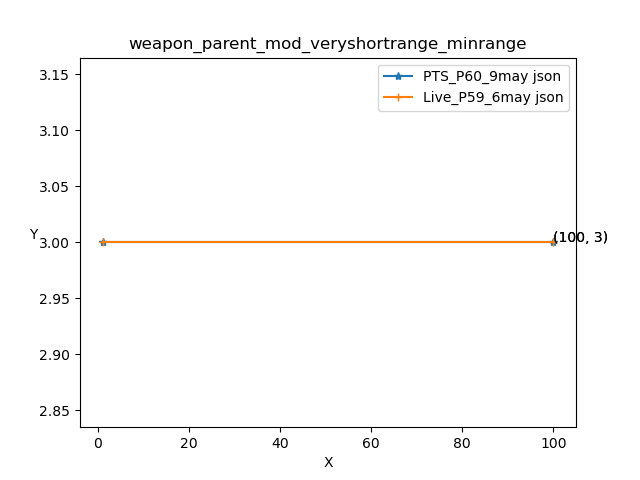 weapon_parent_mod_veryshortrange_minrange
PTS_P60_9may json
Live_P59_6may json
3.15
3.10
3.05
3.00
2.95
2.90
2.85
Y
(100, 3)
0
20
40
60
80
100
X